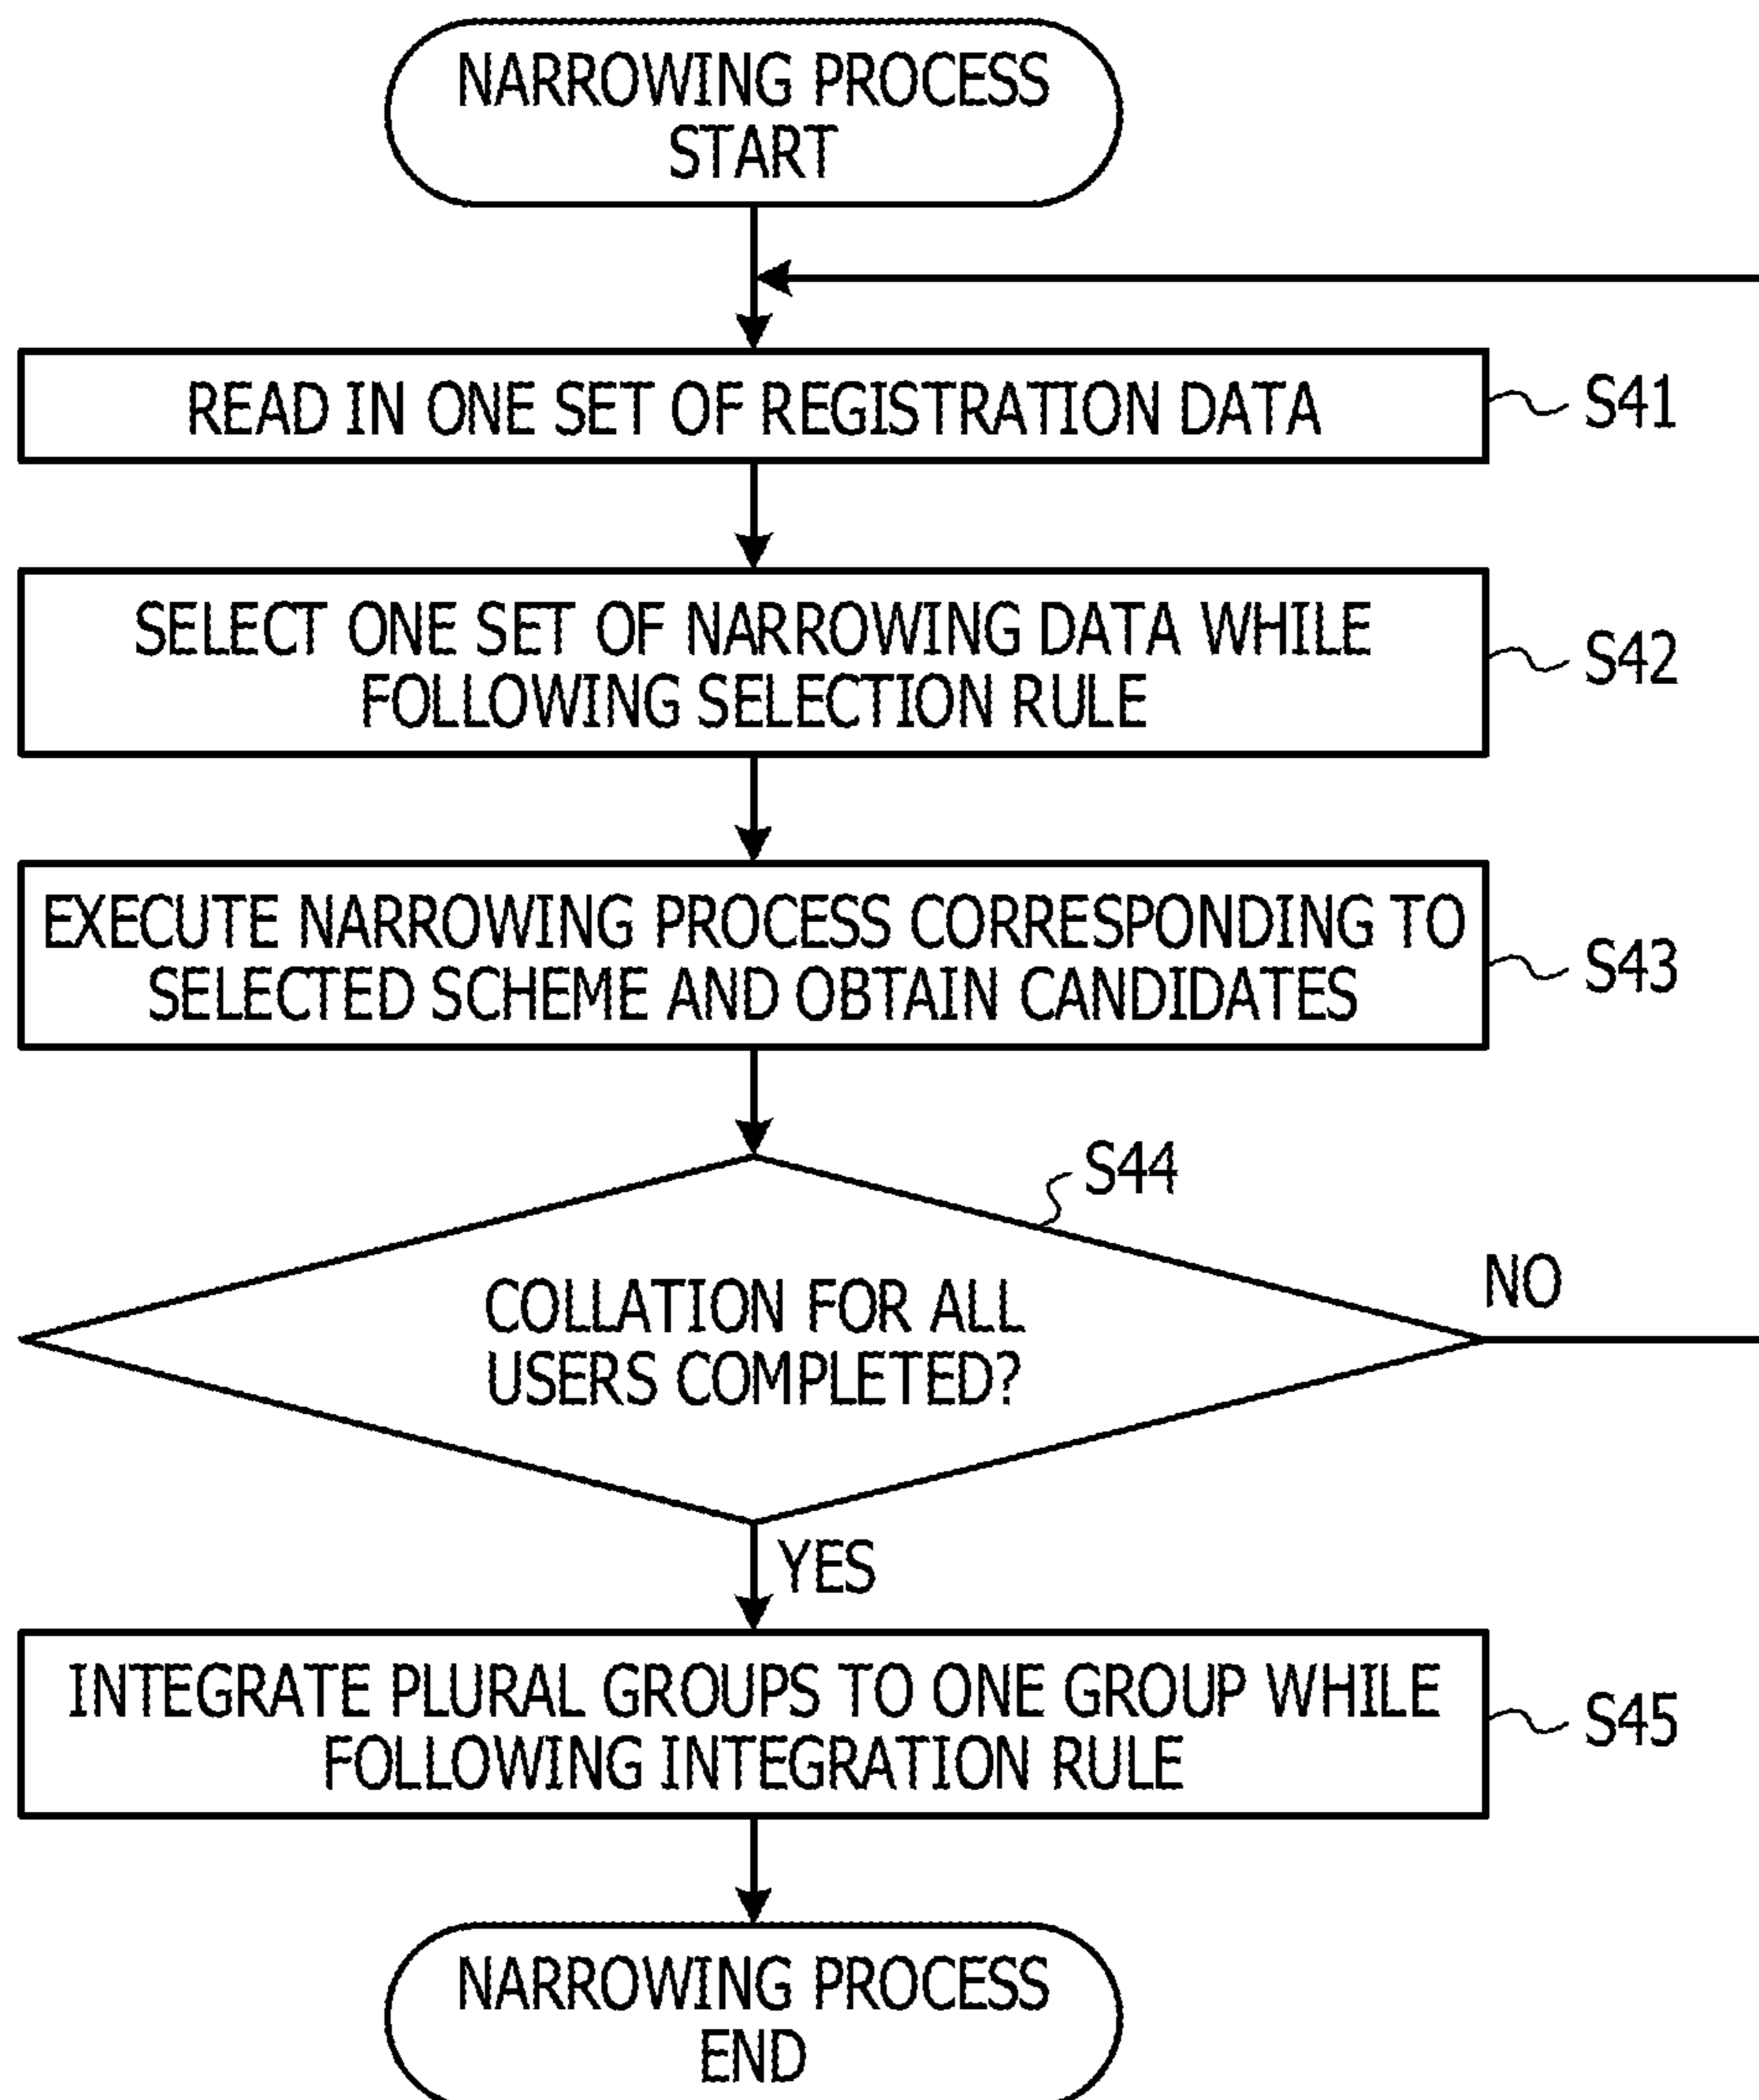 NARROWING PROCESS
START
READ IN ONE SET OF REGISTRATION DATA
S41
SELECT ONE SET OF NARROWING DATA WHILE
FOLLOWING SELECTION RULE
S42
EXECUTE NARROWING PROCESS CORRESPONDING TO
SELECTED SCHEME AND OBTAIN CANDIDATES
S43
S44
COLLATION FOR ALL
USERS COMPLETED?
NO
YES
INTEGRATE PLURAL GROUPS TO ONE GROUP WHILE
FOLLOWING INTEGRATION RULE
S45
NARROWING PROCESS
END